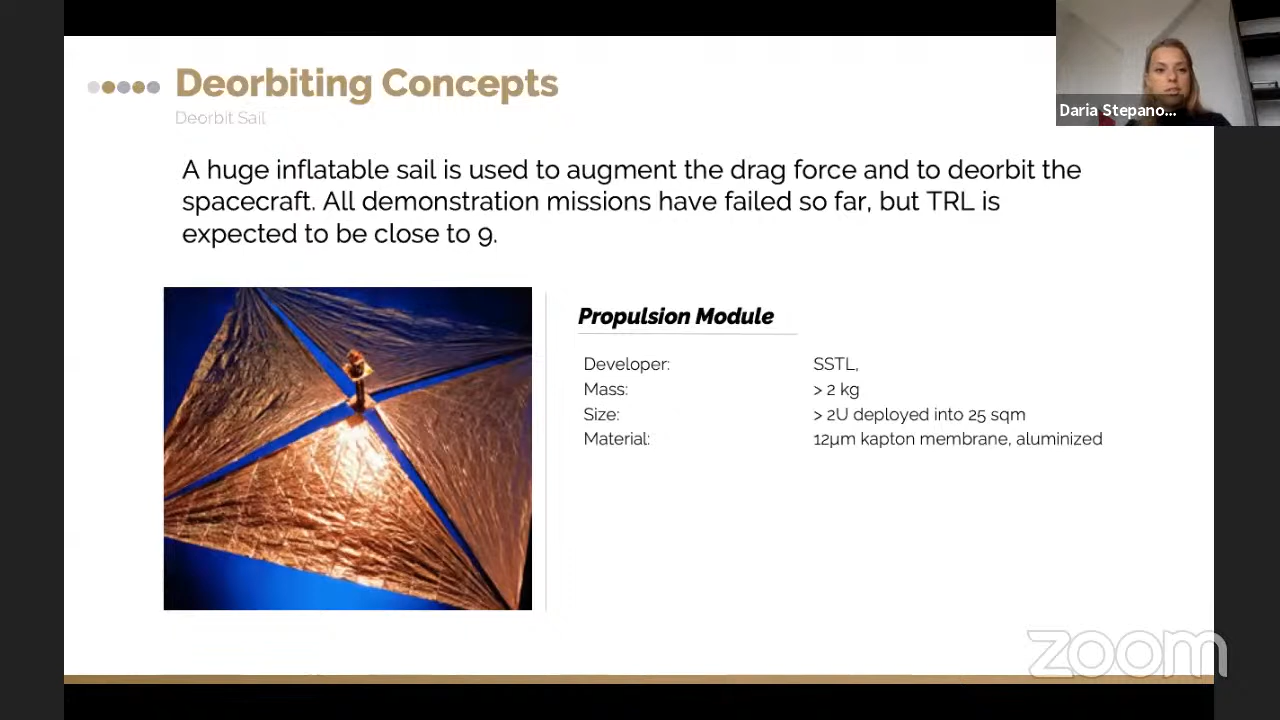 Deorbiting Concepts
Deorbit Sail
Daria Stepano...
A huge inflatable sail is used to augment the drag force and to deorbit the
spacecraft. All demonstration missions have failed so far, but TRL is
expected to be close to 9.
Propulsion Module
Developer: SSTL,
Mass: > 2 kg
Size: > 2U deployed into 25 sqm
Material: 12µm kapton membrane, aluminized
zoom